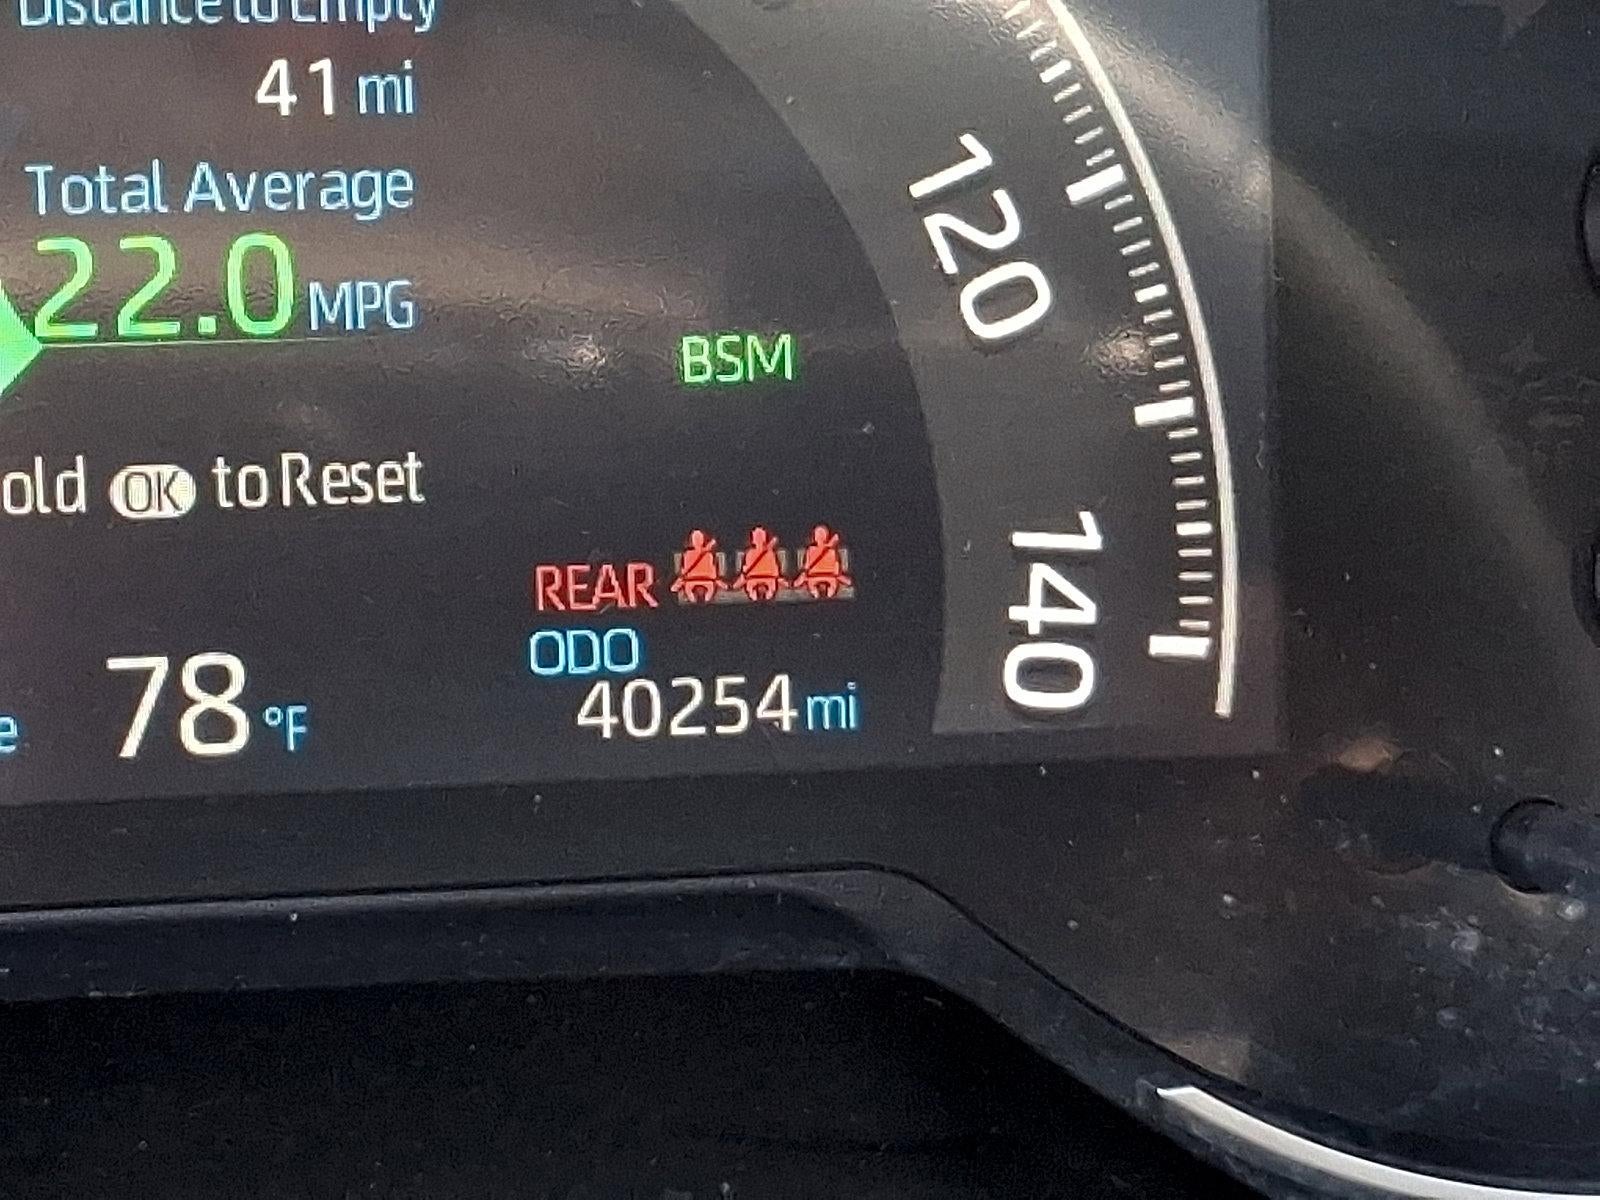 Distance to Empty
41 mi
Total Average
22.0 MPG
BSM
old OK to Reset
REAR
ODO
40254 mi
e 78 °F
120
140